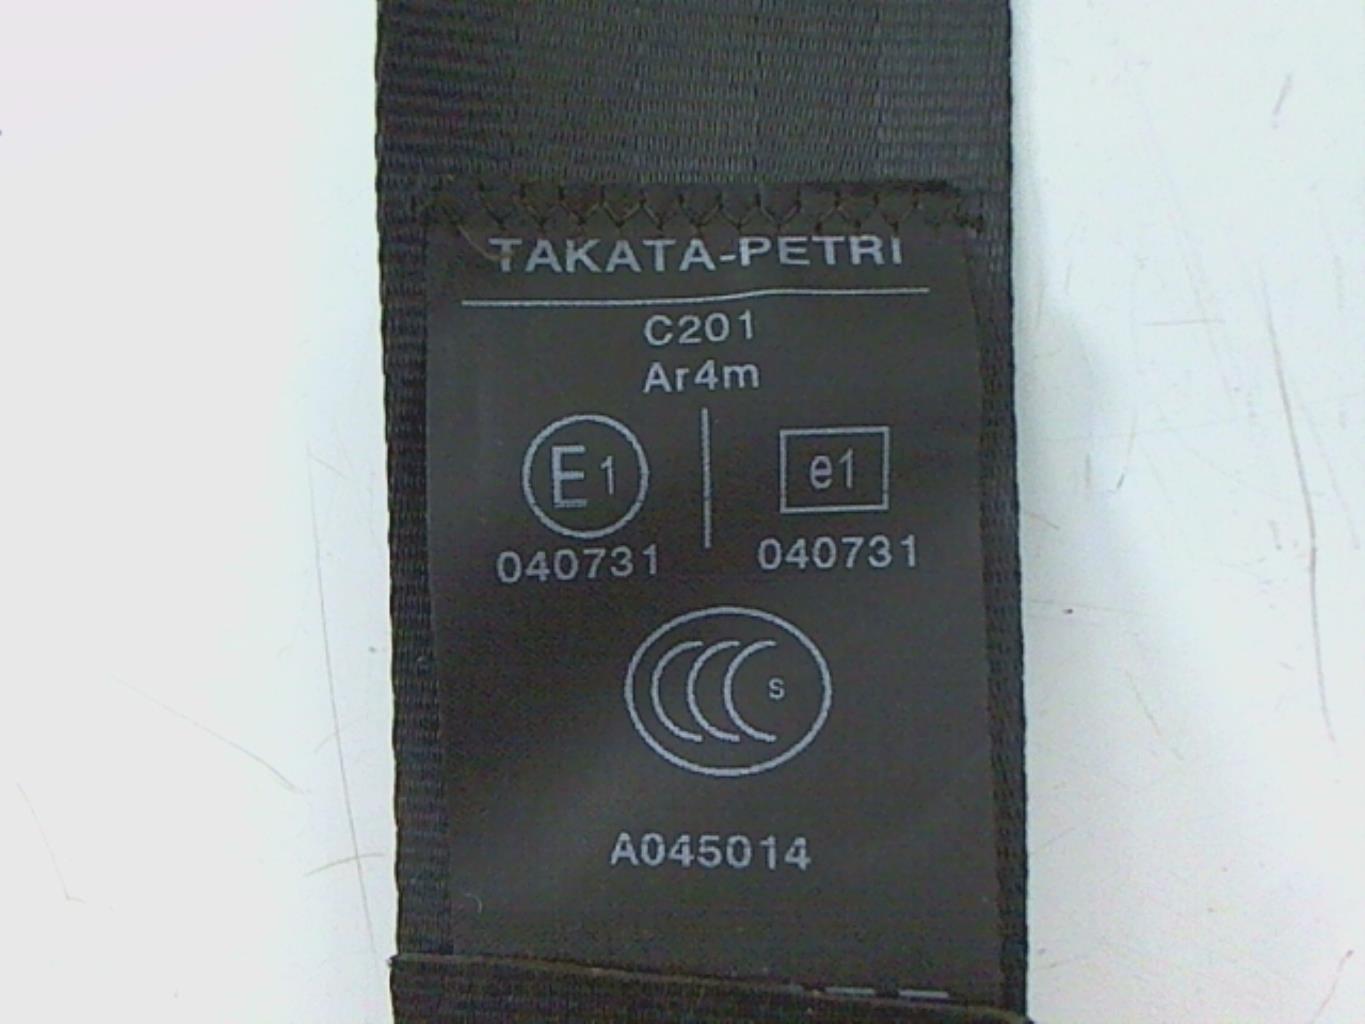 TAKATA-PETRI
C201
Ar4m
E1 e1
040731 040731
CCC S
A045014